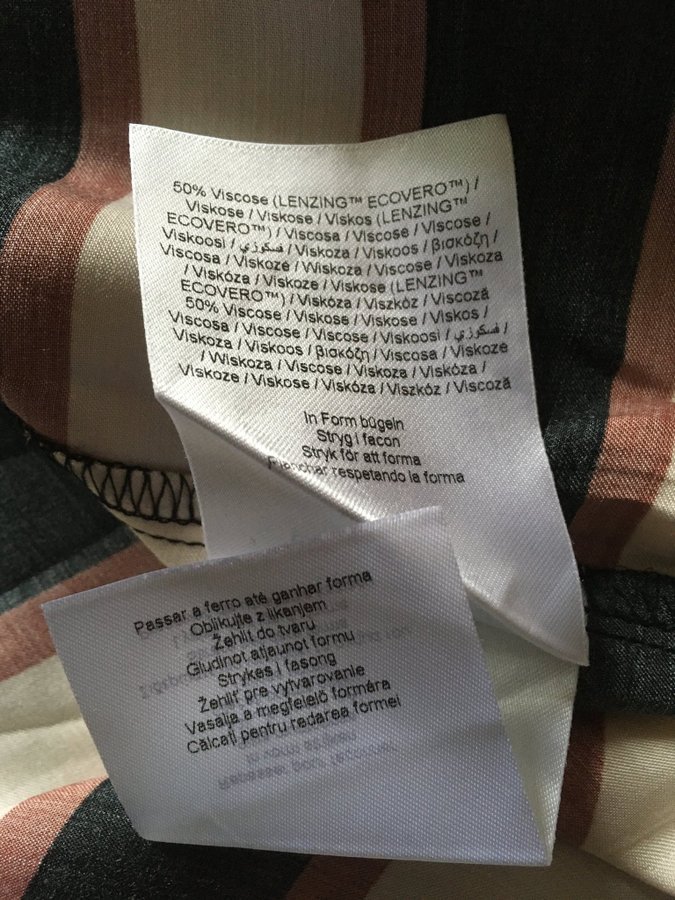 50% Viscose (LENZING™ ECOVERO™) /
Viskose / Viskose / Viskos (LENZING™
ECOVERO™) / Viscosa / Viscose / Viscose /
Viskoosi / فسكوزي / Viskoza / Viskoos / βισκόζη /
Viscosa / Viskoze / Wiskoza / Viscose / Viskoza
/ Viskóza / Viskoze / Viskose (LENZING™
ECOVERO™) / Viskóza / Viszkóz / Viscoză
50% Viscose / Viskose / Viskose / Viskos /
Viscosa / Viscose / Viscose / Viskoosi / فسكوزي /
Viskoza / Viskoos / βισκόζη / Viscosa / Viskoze
/ Wiskoza / Viscose / Viskoza / Viskóza /
Viskoze / Viskose / Viskóza / Viszkóz / Viscoză
In Form bügeln
Stryg i facon
Stryk för att forma
Planchar respetando la forma
Passar a ferro até ganhar forma
Oblikujte z likanjem
Žehlit do tvaru
Gludinot atjaunot formu
Strykes i fasong
Žehliť pre vytvarovanie
Vasalja a megfelelő formára
Călcați pentru redarea formei